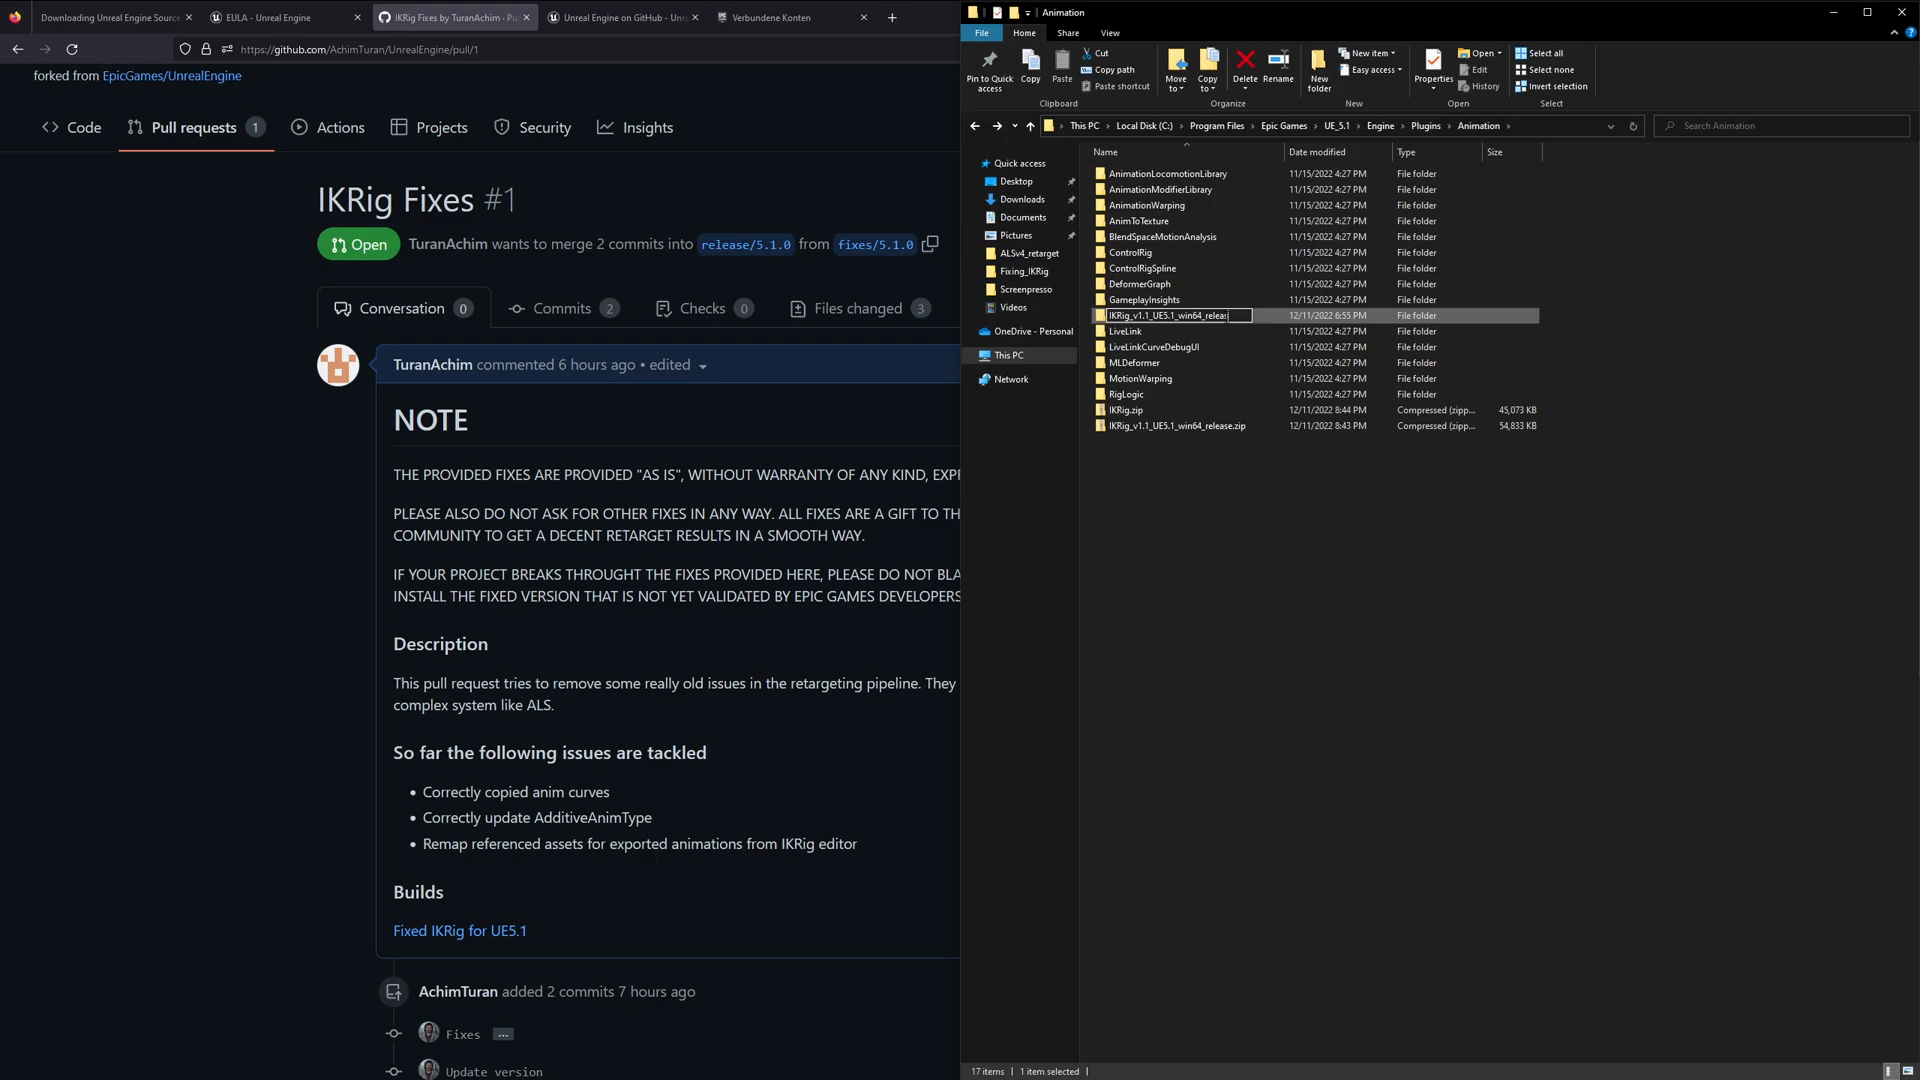 Downloading Unreal Engine Source
EULA - Unreal Engine
IKRig Fixes by TuranAchim · Pu
Unreal Engine on GitHub - Unr
Verbundene Konten
https://github.com/AchimTuran/UnrealEngine/pull/1
forked from EpicGames/UnrealEngine
Code
Pull requests 1
Actions
Projects
Security
Insights
IKRig Fixes #1
Open
TuranAchim wants to merge 2 commits into release/5.1.0 from fixes/5.1.0
Conversation 0
Commits 2
Checks 0
Files changed 3
TuranAchim commented 6 hours ago • edited
NOTE
THE PROVIDED FIXES ARE PROVIDED "AS IS", WITHOUT WARRANTY OF ANY KIND, EXPI
PLEASE ALSO DO NOT ASK FOR OTHER FIXES IN ANY WAY. ALL FIXES ARE A GIFT TO TH
COMMUNITY TO GET A DECENT RETARGET RESULTS IN A SMOOTH WAY.
IF YOUR PROJECT BREAKS THROUGHT THE FIXES PROVIDED HERE, PLEASE DO NOT BLA
INSTALL THE FIXED VERSION THAT IS NOT YET VALIDATED BY EPIC GAMES DEVELOPERS
Description
This pull request tries to remove some really old issues in the retargeting pipeline. They
complex system like ALS.
So far the following issues are tackled
• Correctly copied anim curves
• Correctly update AdditiveAnimType
• Remap referenced assets for exported animations from IKRig editor
Builds
Fixed IKRig for UE5.1
AchimTuran added 2 commits 7 hours ago
Fixes ...
Update version
Animation
File
Home
Share
View
Pin to Quick access
Copy
Paste
Cut
Copy path
Paste shortcut
Clipboard
Move to
Copy to
Delete
Rename
Organize
New folder
New item
Easy access
New
Properties
Open
Edit
History
Open
Select all
Select none
Invert selection
Select
This PC > Local Disk (C:) > Program Files > Epic Games > UE_5.1 > Engine > Plugins > Animation >
Search Animation
Quick access
Desktop
Downloads
Documents
Pictures
ALSv4_retarget
Fixing_IKRig
Screenpresso
Videos
OneDrive - Personal
This PC
Network
Name Date modified Type Size
AnimationLocomotionLibrary 11/15/2022 4:27 PM File folder
AnimationModifierLibrary 11/15/2022 4:27 PM File folder
AnimationWarping 11/15/2022 4:27 PM File folder
AnimToTexture 11/15/2022 4:27 PM File folder
BlendSpaceMotionAnalysis 11/15/2022 4:27 PM File folder
ControlRig 11/15/2022 4:27 PM File folder
ControlRigSpline 11/15/2022 4:27 PM File folder
DeformerGraph 11/15/2022 4:27 PM File folder
GameplayInsights 11/15/2022 4:27 PM File folder
IKRig_v1.1_UE5.1_win64_releas 12/11/2022 6:55 PM File folder
LiveLink 11/15/2022 4:27 PM File folder
LiveLinkCurveDebugUI 11/15/2022 4:27 PM File folder
MLDeformer 11/15/2022 4:27 PM File folder
MotionWarping 11/15/2022 4:27 PM File folder
RigLogic 11/15/2022 4:27 PM File folder
IKRig.zip 12/11/2022 8:44 PM Compressed (zipp... 45,073 KB
IKRig_v1.1_UE5.1_win64_release.zip 12/11/2022 8:43 PM Compressed (zipp... 54,833 KB
17 items
1 item selected